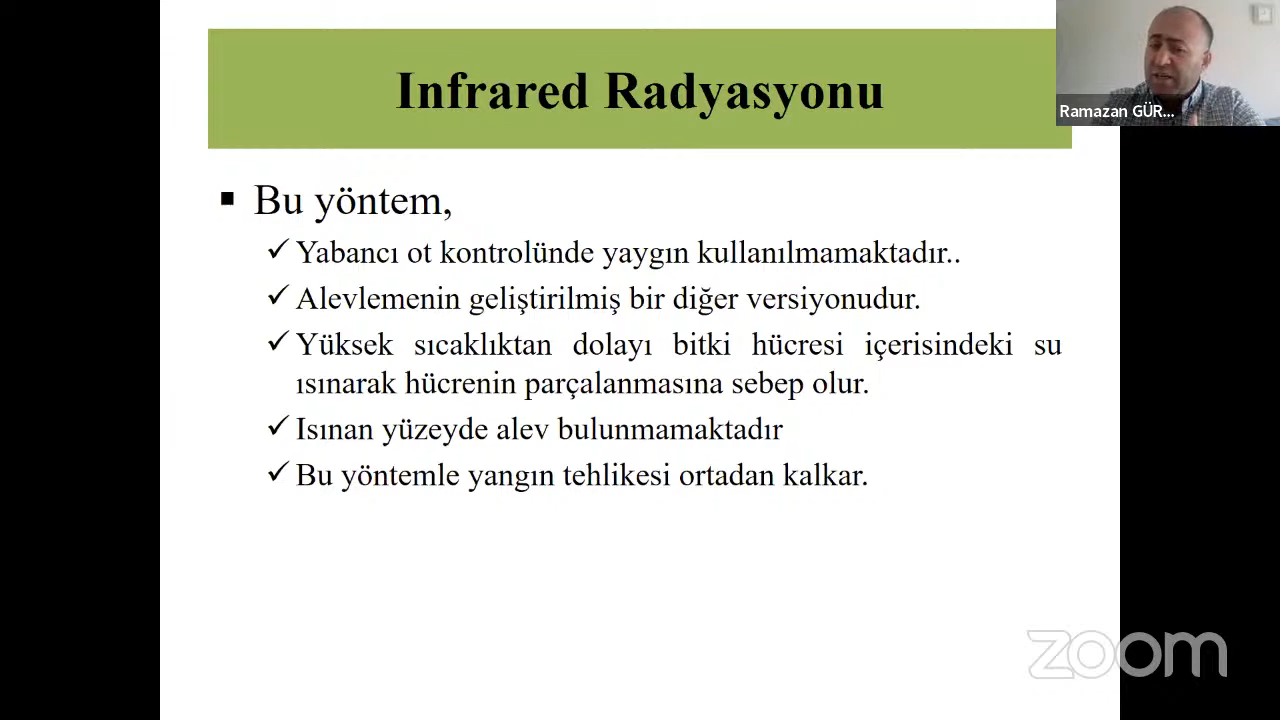 Infrared Radyasyonu
Ramazan GÜR...
Bu yöntem,
Yabancı ot kontrolünde yaygın kullanılmamaktadır..
Alevlemenin geliştirilmiş bir diğer versiyonudur.
Yüksek sıcaklıktan dolayı bitki hücresi içerisindeki su
ısınarak hücrenin parçalanmasına sebep olur.
Isınan yüzeyde alev bulunmamaktadır
Bu yöntemle yangın tehlikesi ortadan kalkar.
zoom